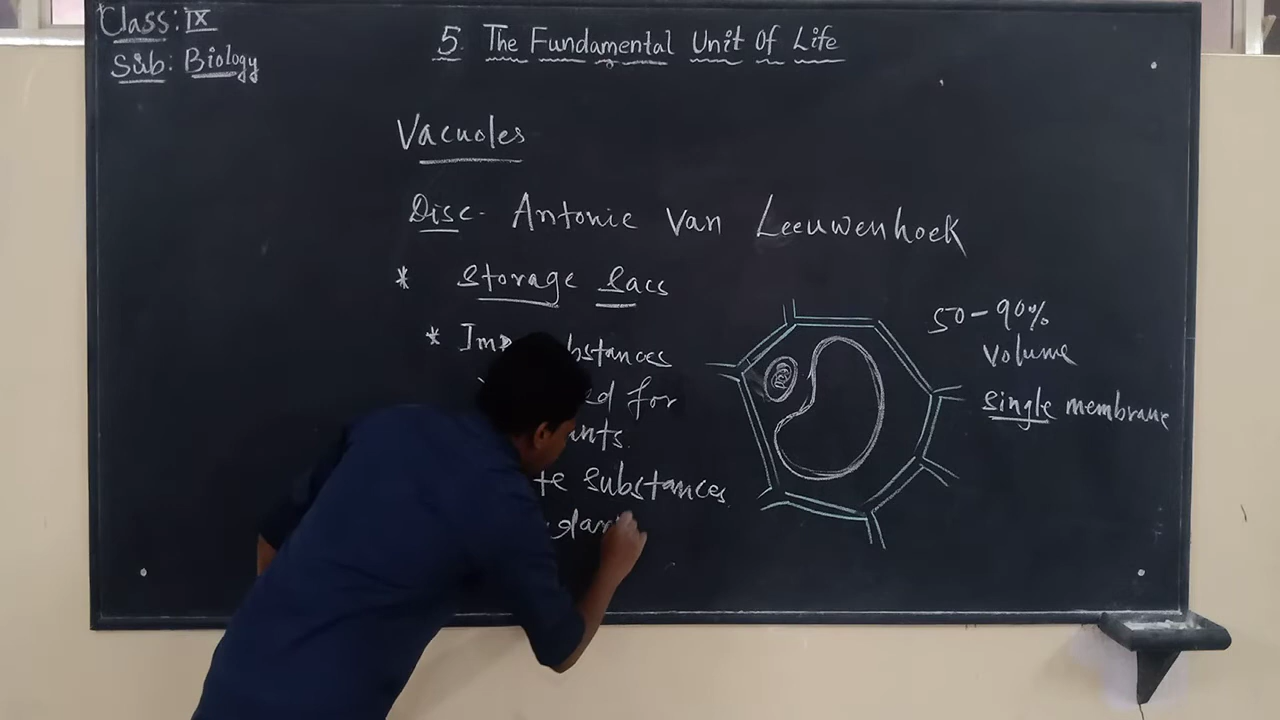 Class: IX
Sub: Biology
5. The Fundamental Unit Of Life
Vacuoles
Disc. Antonie Van Leeuwenhoek
* Storage Sacs
*
for
substances
50-90%
volume
single membrane